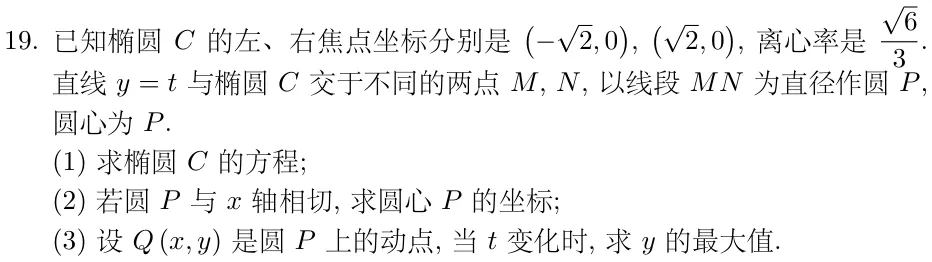 19. 已知椭圆 C 的左、右焦点坐标分别是 (−√2, 0), (√2, 0), 离心率是 √6/3.
直线 y = t 与椭圆 C 交于不同的两点 M, N, 以线段 MN 为直径作圆 P,
圆心为 P.
(1) 求椭圆 C 的方程;
(2) 若圆 P 与 x 轴相切, 求圆心 P 的坐标;
(3) 设 Q (x, y) 是圆 P 上的动点, 当 t 变化时, 求 y 的最大值.